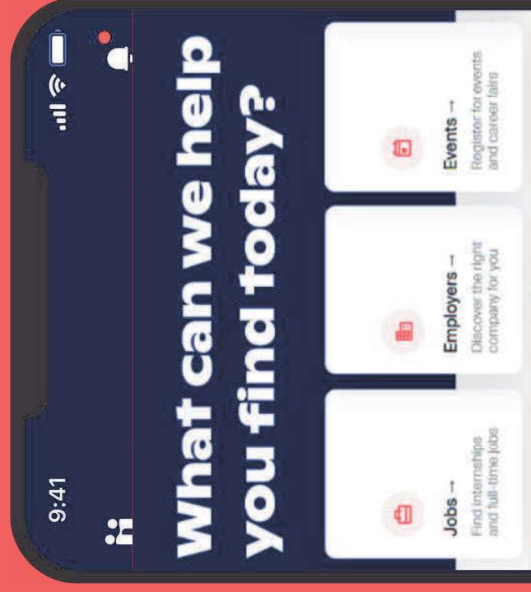 9:41
What can we help
you find today?
Jobs →
Find internships
and full-time jobs
Employers →
Discover the right
company for you
Events →
Register for events
and career fairs